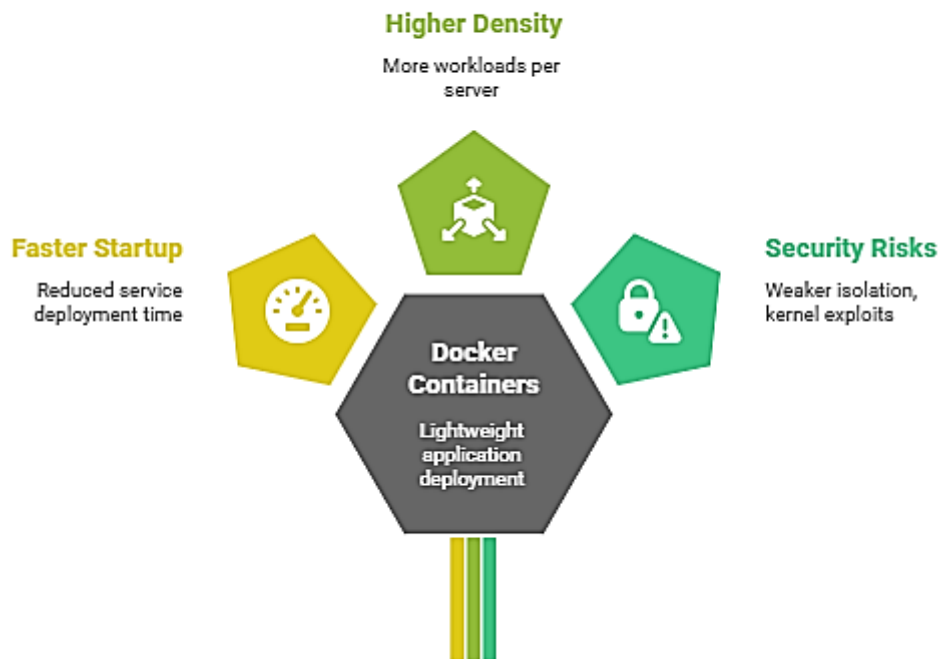 Higher Density
More workloads per
server
Faster Startup
Reduced service
deployment time
Security Risks
Weaker isolation,
kernel exploits
Docker
Containers
Lightweight
application
deployment